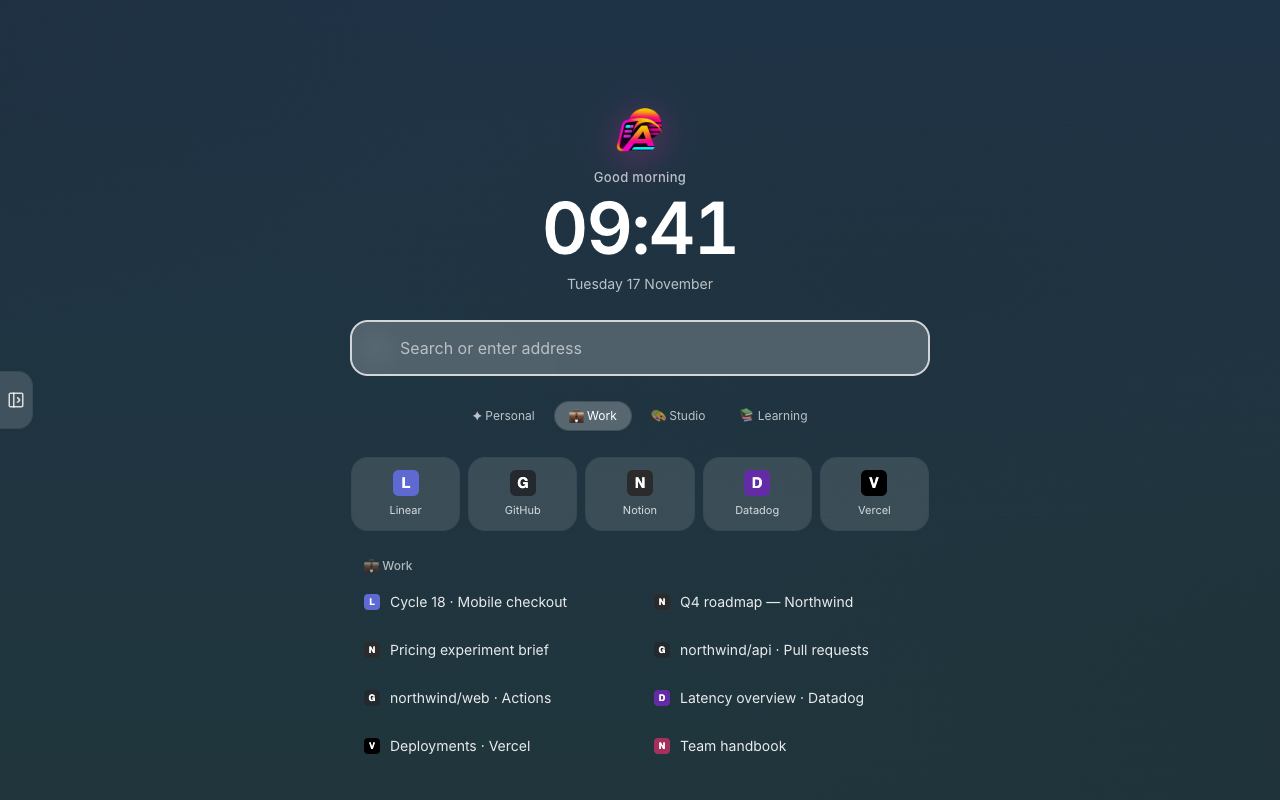 Good morning
09:41
Tuesday 17 November
Search or enter address
Personal Work Studio Learning
L G N D V
Linear GitHub Notion Datadog Vercel
Work
L Cycle 18 · Mobile checkout
N Q4 roadmap — Northwind
N Pricing experiment brief
G northwind/api · Pull requests
G northwind/web · Actions
D Latency overview · Datadog
V Deployments · Vercel
N Team handbook